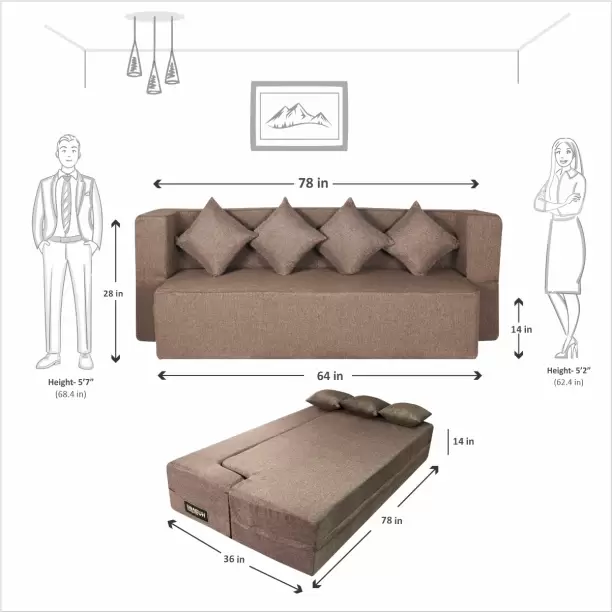 78 in
28 in
14 in
Height- 5'7"
(68.4 in)
Height- 5'2"
(62.4 in)
64 in
14 in
78 in
36 in